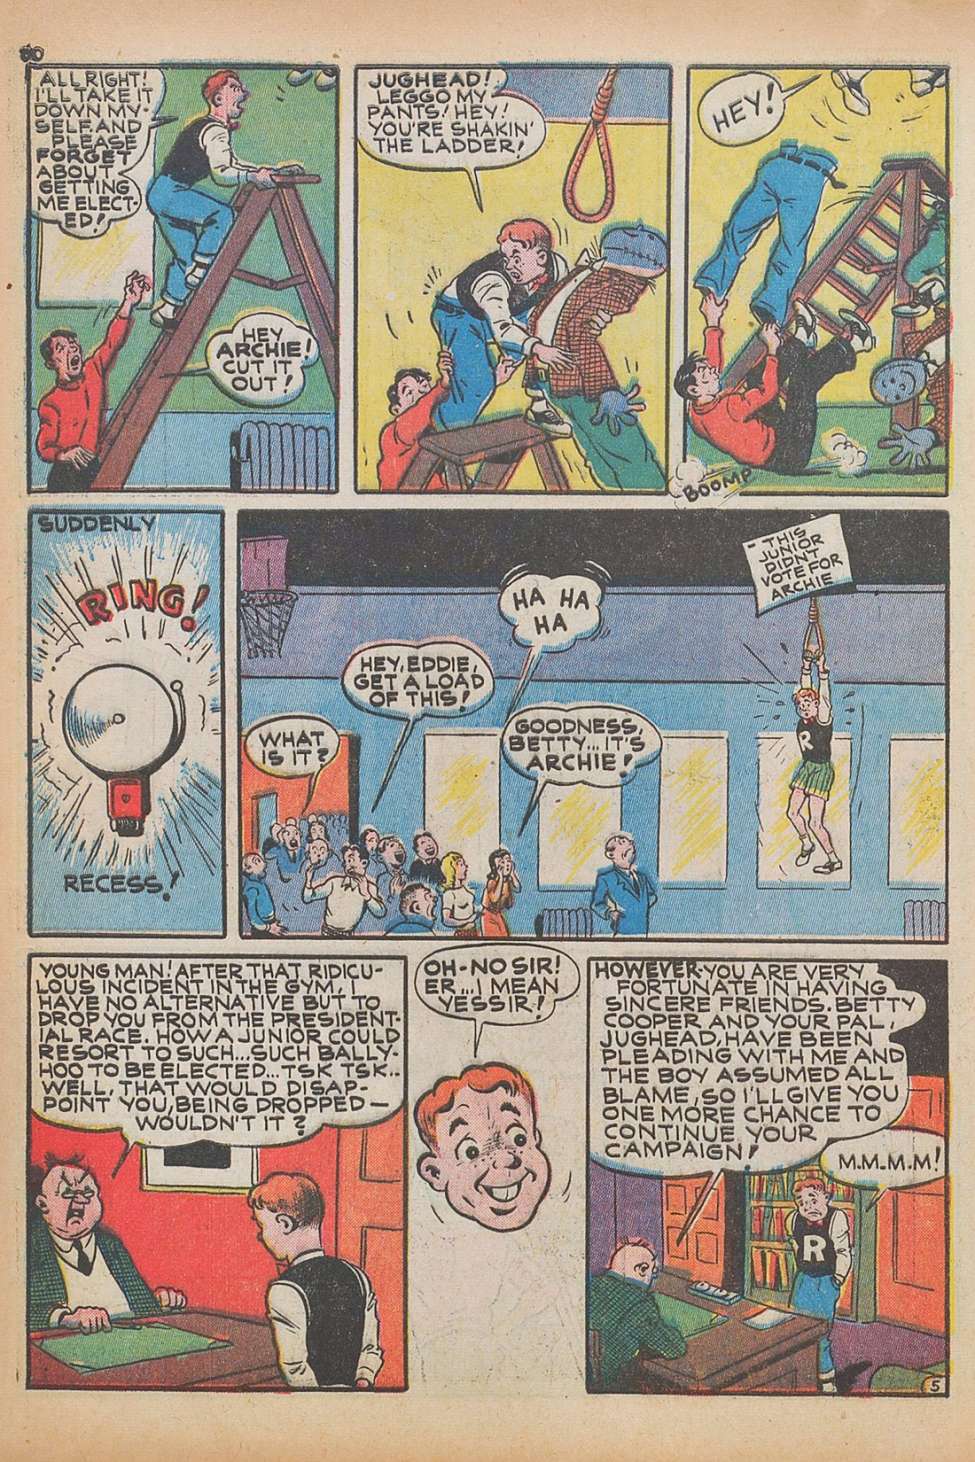 80
ALL RIGHT!
I'LL TAKE IT
DOWN MY-
SELF AND
PLEASE
FORGET
ABOUT
GETTING
ME ELECT-
ED!
HEY
ARCHIE!
CUT IT
OUT!
JUGHEAD!
LEGGO MY
PANTS! HEY!
YOU'RE SHAKIN'
THE LADDER!
HEY!
BOOMP
SUDDENLY
RING!
RECESS!
WHAT
IS IT?
HEY, EDDIE,
GET A LOAD
OF THIS!
HA HA
HA
GOODNESS,
BETTY... IT'S
ARCHIE!
- THIS
JUNIOR
DIDN'T
VOTE FOR
ARCHIE
R
YOUNG MAN! AFTER THAT RIDICU-
LOUS INCIDENT IN THE GYM, I
HAVE NO ALTERNATIVE BUT TO
DROP YOU FROM THE PRESIDENT-
IAL RACE. HOW A JUNIOR COULD
RESORT TO SUCH... SUCH BALLY-
HOO TO BE ELECTED... TSK TSK..
WELL, THAT WOULD DISAP-
POINT YOU, BEING DROPPED—
WOULDN'T IT?
OH-NO SIR!
ER... I MEAN
YESSIR!
HOWEVER-YOU ARE VERY
FORTUNATE IN HAVING
SINCERE FRIENDS. BETTY
COOPER AND YOUR PAL,
JUGHEAD, HAVE BEEN
PLEADING WITH ME AND
THE BOY ASSUMED ALL
BLAME, SO I'LL GIVE YOU
ONE MORE CHANCE TO
CONTINUE YOUR
CAMPAIGN!
M.M.M.M!
R
5